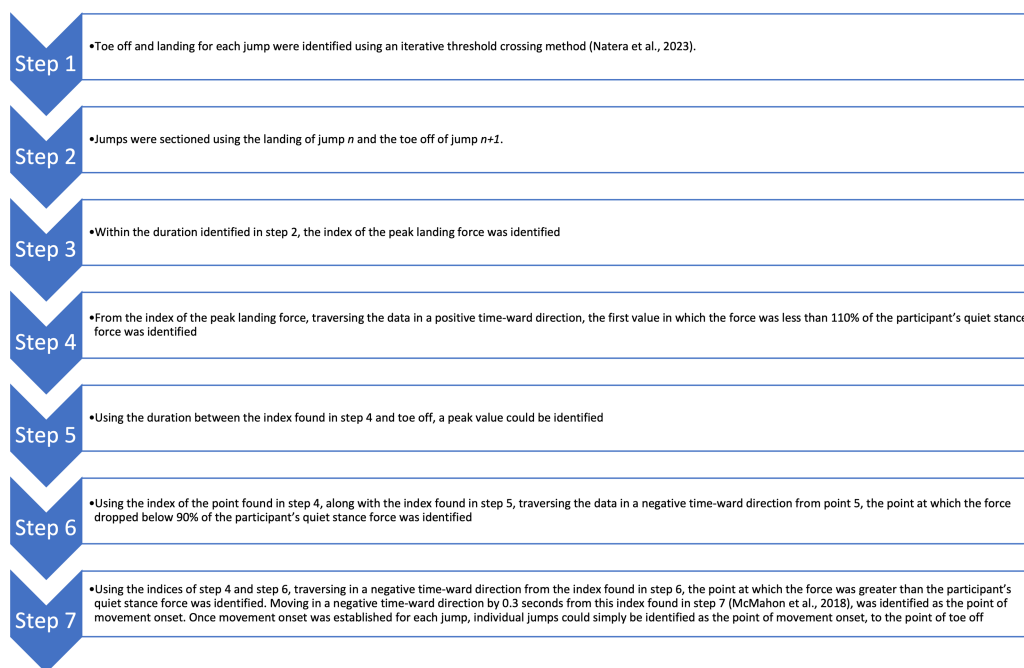 Step 1
•Toe off and landing for each jump were identified using an iterative threshold crossing method (Natera et al., 2023).
Step 2
•Jumps were sectioned using the landing of jump n and the toe off of jump n+1.
Step 3
•Within the duration identified in step 2, the index of the peak landing force was identified
Step 4
•From the index of the peak landing force, traversing the data in a positive time-ward direction, the first value in which the force was less than 110% of the participant’s quiet stance
force was identified
Step 5
•Using the duration between the index found in step 4 and toe off, a peak value could be identified
Step 6
•Using the index of the point found in step 4, along with the index found in step 5, traversing the data in a negative time-ward direction from point 5, the point at which the force
dropped below 90% of the participant’s quiet stance force was identified
Step 7
•Using the indices of step 4 and step 6, traversing in a negative time-ward direction from the index found in step 6, the point at which the force was greater than the participant’s
quiet stance force was identified. Moving in a negative time-ward direction by 0.3 seconds from this index found in step 7 (McMahon et al., 2018), was identified as the point of
movement onset. Once movement onset was established for each jump, individual jumps could simply be identified as the point of movement onset, to the point of toe off